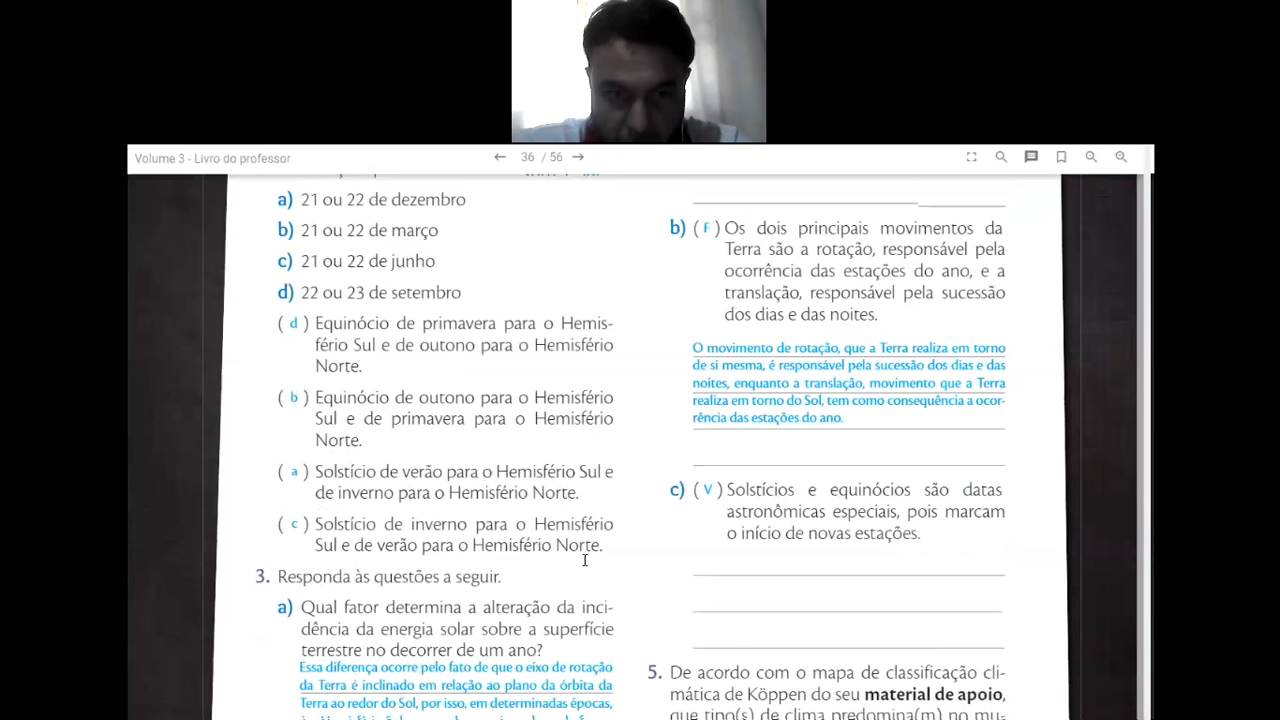 Volume 3 - Livro do professor
36 / 56
a) 21 ou 22 de dezembro
b) 21 ou 22 de março
c) 21 ou 22 de junho
d) 22 ou 23 de setembro
( d ) Equinócio de primavera para o Hemis-
fério Sul e de outono para o Hemisfério
Norte.
( b ) Equinócio de outono para o Hemisfério
Sul e de primavera para o Hemisfério
Norte.
( a ) Solstício de verão para o Hemisfério Sul e
de inverno para o Hemisfério Norte.
( c ) Solstício de inverno para o Hemisfério
Sul e de verão para o Hemisfério Norte.
3. Responda às questões a seguir.
a) Qual fator determina a alteração da inci-
dência da energia solar sobre a superfície
terrestre no decorrer de um ano?
Essa diferença ocorre pelo fato de que o eixo de rotação
da Terra é inclinado em relação ao plano da órbita da
Terra ao redor do Sol, por isso, em determinadas épocas,
b) ( F ) Os dois principais movimentos da
Terra são a rotação, responsável pela
ocorrência das estações do ano, e a
translação, responsável pela sucessão
dos dias e das noites.
O movimento de rotação, que a Terra realiza em torno
de si mesma, é responsável pela sucessão dos dias e das
noites, enquanto a translação, movimento que a Terra
realiza em torno do Sol, tem como consequência a ocor-
rência das estações do ano.
c) ( V ) Solstícios e equinócios são datas
astronômicas especiais, pois marcam
o início de novas estações.
5. De acordo com o mapa de classificação cli-
mática de Köppen do seu material de apoio,
que tipo(s) de clima predomina(m) no mu-